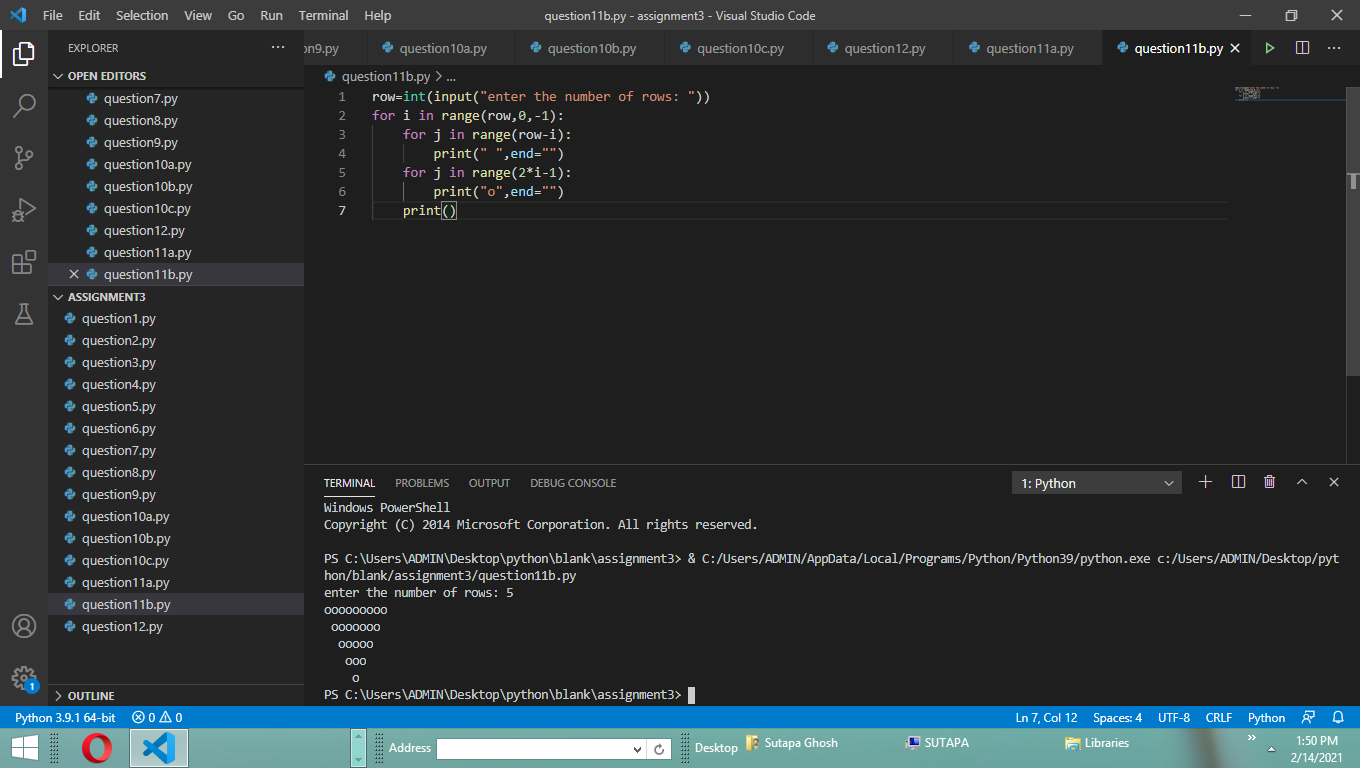 File Edit Selection View Go Run Terminal Help question11b.py - assignment3 - Visual Studio Code
EXPLORER
on9.py question10a.py question10b.py question10c.py question12.py question11a.py question11b.py
OPEN EDITORS
question7.py
question8.py
question9.py
question10a.py
question10b.py
question10c.py
question12.py
question11a.py
question11b.py
ASSIGNMENT3
question1.py
question2.py
question3.py
question4.py
question5.py
question6.py
question7.py
question8.py
question9.py
question10a.py
question10b.py
question10c.py
question11a.py
question11b.py
question12.py
OUTLINE
question11b.py > ...
1 row=int(input("enter the number of rows: "))
2 for i in range(row,0,-1):
3     for j in range(row-i):
4         print(" ",end="")
5     for j in range(2*i-1):
6         print("o",end="")
7     print()
TERMINAL PROBLEMS OUTPUT DEBUG CONSOLE 1: Python
Windows PowerShell
Copyright (C) 2014 Microsoft Corporation. All rights reserved.
PS C:\Users\ADMIN\Desktop\python\blank\assignment3> & C:/Users/ADMIN/AppData/Local/Programs/Python/Python39/python.exe c:/Users/ADMIN/Desktop/pyt
hon/blank/assignment3/question11b.py
enter the number of rows: 5
ooooooooo
 ooooooo
  ooooo
   ooo
    o
PS C:\Users\ADMIN\Desktop\python\blank\assignment3>
1
Python 3.9.1 64-bit 0 0 Ln 7, Col 12 Spaces: 4 UTF-8 CRLF Python
Address Desktop Sutapa Ghosh SUTAPA Libraries 1:50 PM
2/14/2021